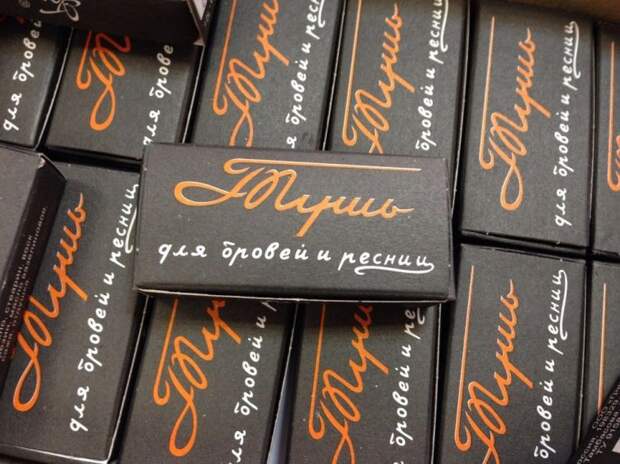 Тушь
для бровей и ресниц